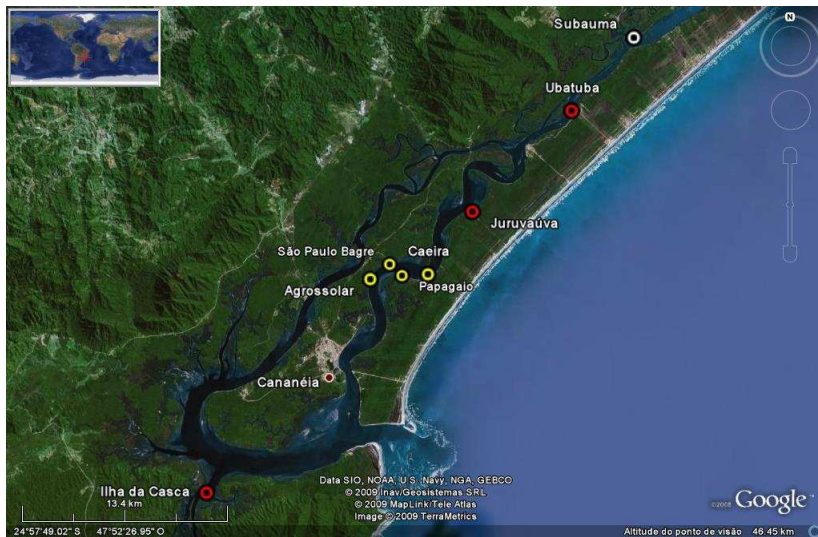 Subauma
N
Ubatuba
Juruvaúva
São Paulo Bagre
Caeira
Agrossolar
Papagaio
Cananéia
Ilha da Casca
13.4 km
Data SIO, NOAA, U.S. Navy, NGA, GEBCO
© 2009 Inav/Geosistemas SRL
© 2009 MapLink/Tele Atlas
Image © 2009 TerraMetrics
©2009 Google
24°57'49.02" S 47°52'26.95" O
Altitude do ponto de visão 46.45 km